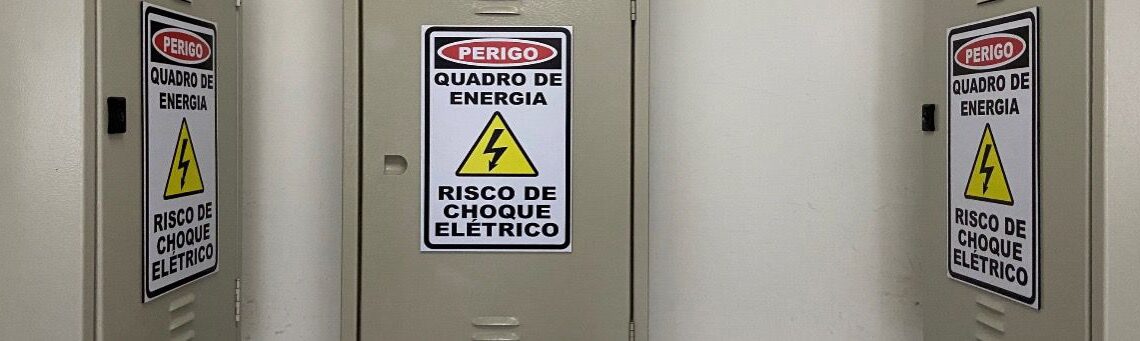 PERIGO
QUADRO DE
ENERGIA
RISCO DE
CHOQUE
ELÉTRICO
PERIGO
QUADRO DE
ENERGIA
RISCO DE
CHOQUE
ELÉTRICO
PERIGO
QUADRO DE
ENERGIA
RISCO DE
CHOQUE
ELÉTRICO